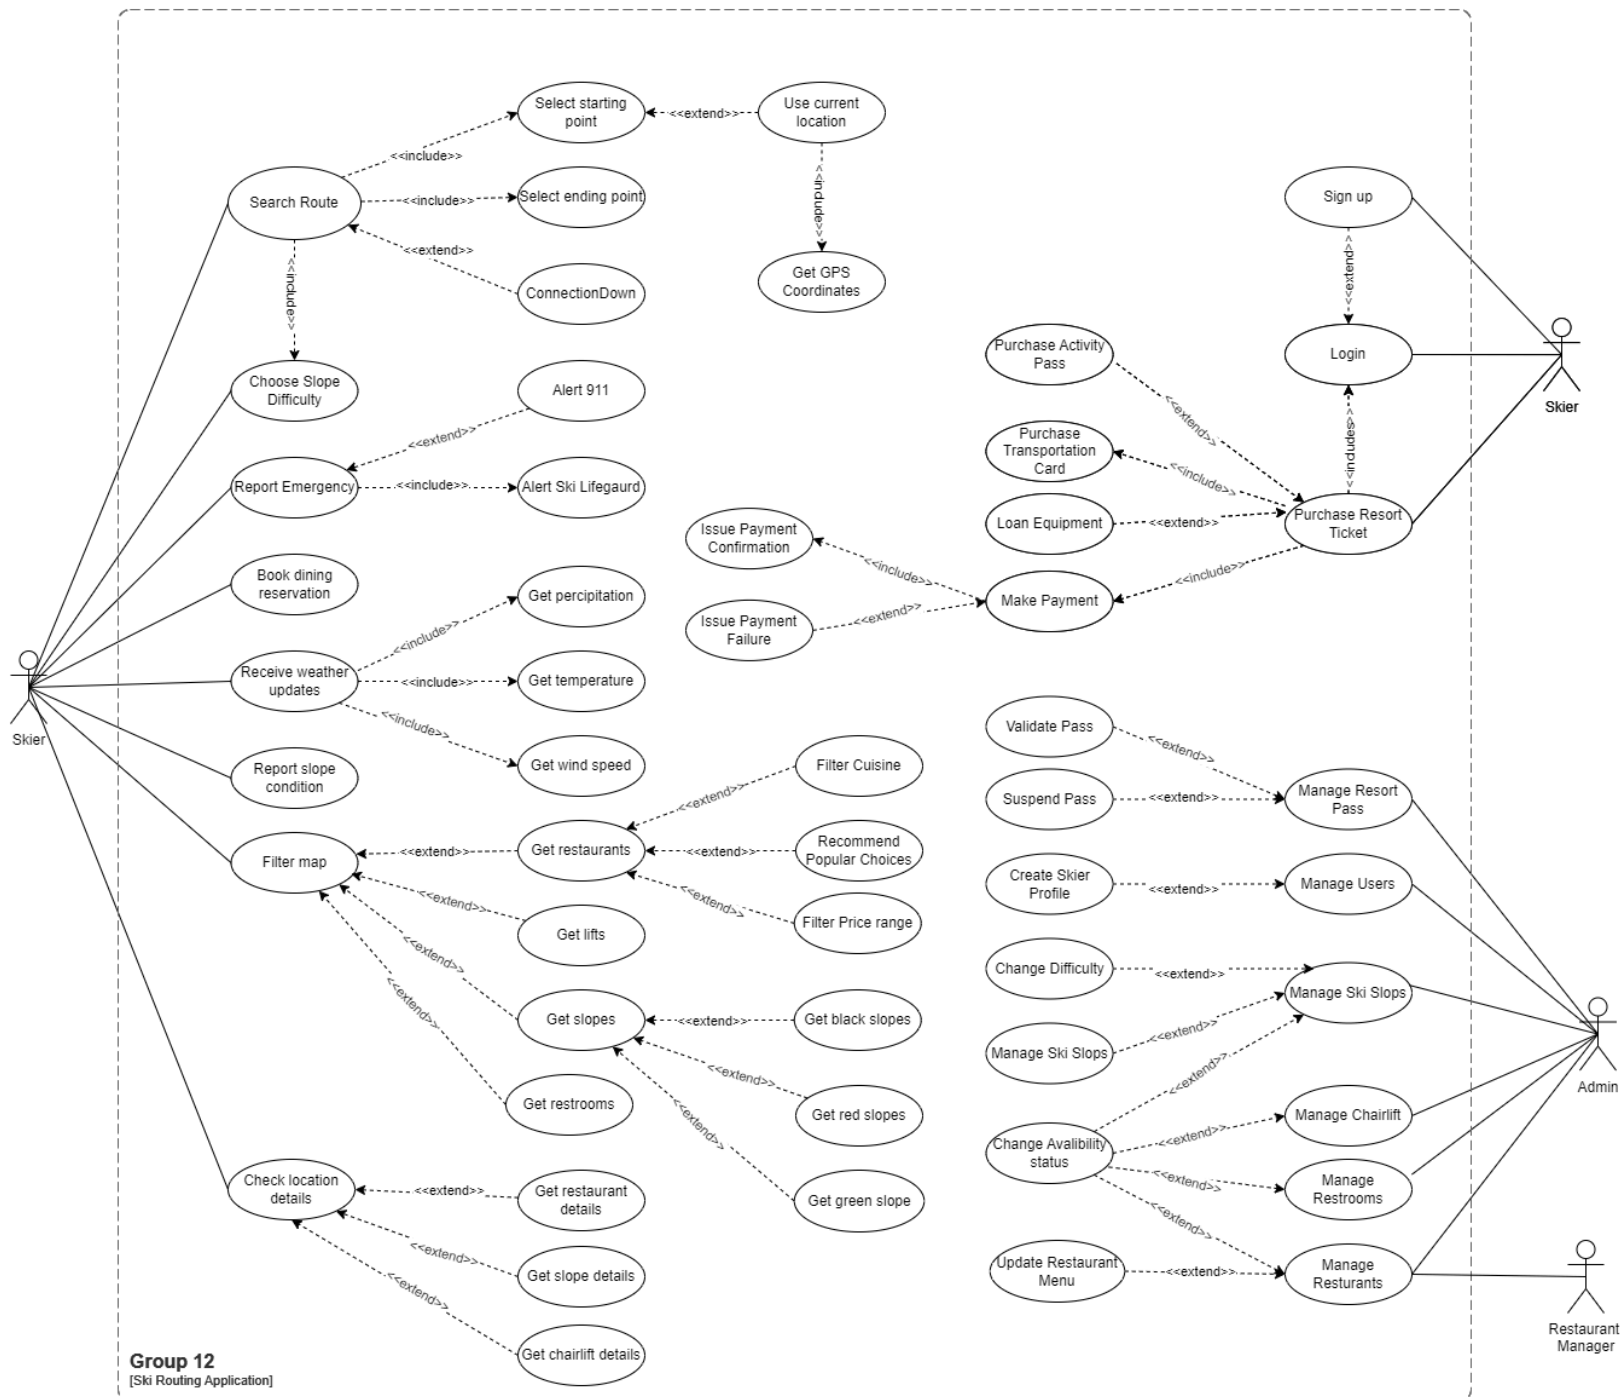 Select starting
point
<<extend>>
Use current
location
<<include>>
Search Route
<<include>>
Select ending point
<<include>>
<<extend>>
<<include>>
ConnectionDown
Get GPS
Coordinates
Choose Slope
Difficulty
Alert 911
<<extend>>
Report Emergency
<<include>>
Alert Ski Lifegaurd
Book dining
reservation
Get percipitation
<<include>>
Receive weather
updates
<<include>>
Get temperature
<<include>>
Get wind speed
Skier
Report slope
condition
Filter map
<<extend>>
Get restaurants
<<extend>>
Filter Cuisine
<<extend>>
Recommend
Popular Choices
<<extend>>
Filter Price range
<<extend>>
Get lifts
<<extend>>
Get slopes
<<extend>>
Get black slopes
<<extend>>
Get red slopes
<<extend>>
Get green slope
<<extend>>
Get restrooms
Check location
details
<<extend>>
Get restaurant
details
<<extend>>
Get slope details
<<extend>>
Get chairlift details
Sign up
<<extend>>
Login
Skier
<<includes>>
Purchase Activity
Pass
<<extend>>
Purchase
Transportation
Card
<<include>>
Loan Equipment
<<extend>>
Purchase Resort
Ticket
<<include>>
Issue Payment
Confirmation
<<include>>
Make Payment
Issue Payment
Failure
<<extend>>
Validate Pass
<<extend>>
Suspend Pass
<<extend>>
Manage Resort
Pass
Create Skier
Profile
<<extend>>
Manage Users
Change Difficulty
<<extend>>
Manage Ski Slops
Manage Ski Slops
<<extend>>
<<extend>>
Admin
Change Avalibility
status
<<extend>>
Manage Chairlift
<<extend>>
Manage
Restrooms
<<extend>>
Update Restaurant
Menu
<<extend>>
Manage
Resturants
Restaurant
Manager
Group 12
[Ski Routing Application]